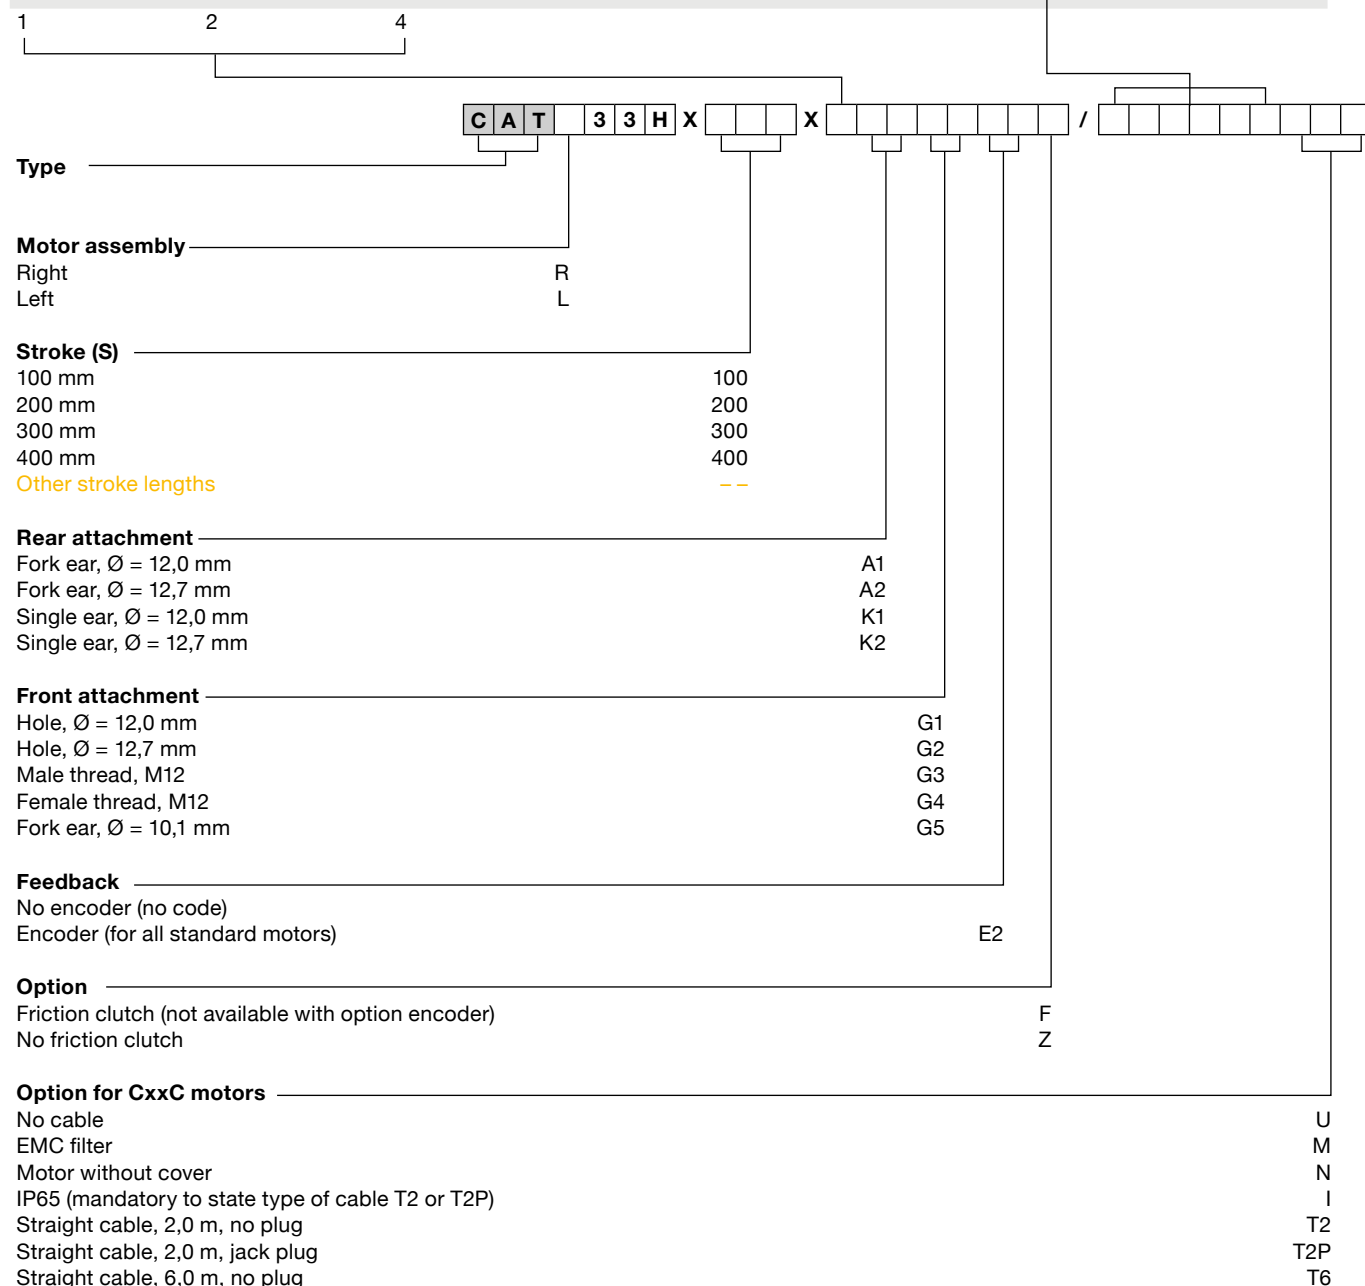 1 2 4
C A T 3 3 H X X /
Type
Motor assembly
Right R
Left L
Stroke (S)
100 mm 100
200 mm 200
300 mm 300
400 mm 400
Other stroke lengths – –
Rear attachment
Fork ear, Ø = 12,0 mm A1
Fork ear, Ø = 12,7 mm A2
Single ear, Ø = 12,0 mm K1
Single ear, Ø = 12,7 mm K2
Front attachment
Hole, Ø = 12,0 mm G1
Hole, Ø = 12,7 mm G2
Male thread, M12 G3
Female thread, M12 G4
Fork ear, Ø = 10,1 mm G5
Feedback
No encoder (no code)
Encoder (for all standard motors) E2
Option
Friction clutch (not available with option encoder) F
No friction clutch Z
Option for CxxC motors
No cable U
EMC filter M
Motor without cover N
IP65 (mandatory to state type of cable T2 or T2P) I
Straight cable, 2,0 m, no plug T2
Straight cable, 2,0 m, jack plug T2P
Straight cable, 6,0 m, no plug T6